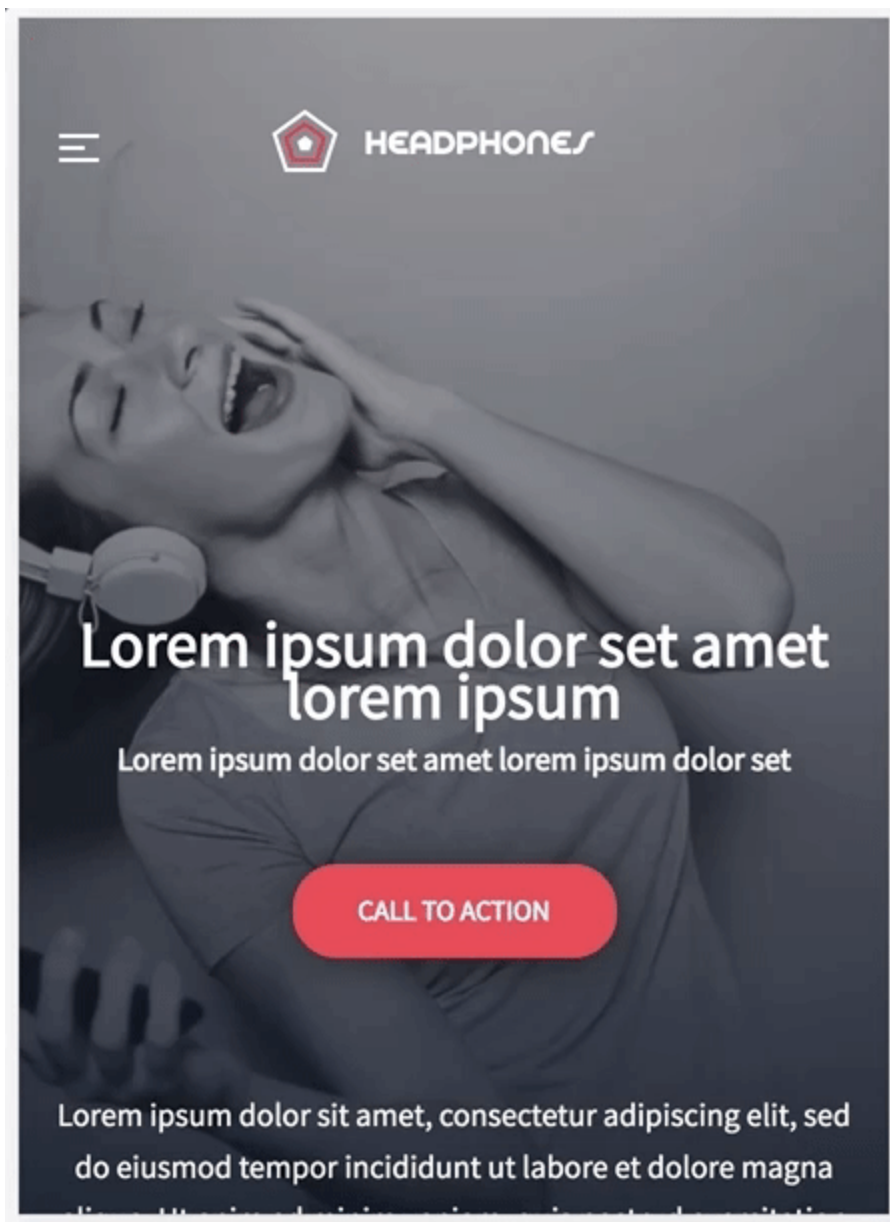 HEADPHONES
Lorem ipsum dolor set amet
lorem ipsum
Lorem ipsum dolor set amet lorem ipsum dolor set
CALL TO ACTION
Lorem ipsum dolor sit amet, consectetur adipiscing elit, sed
do eiusmod tempor incididunt ut labore et dolore magna